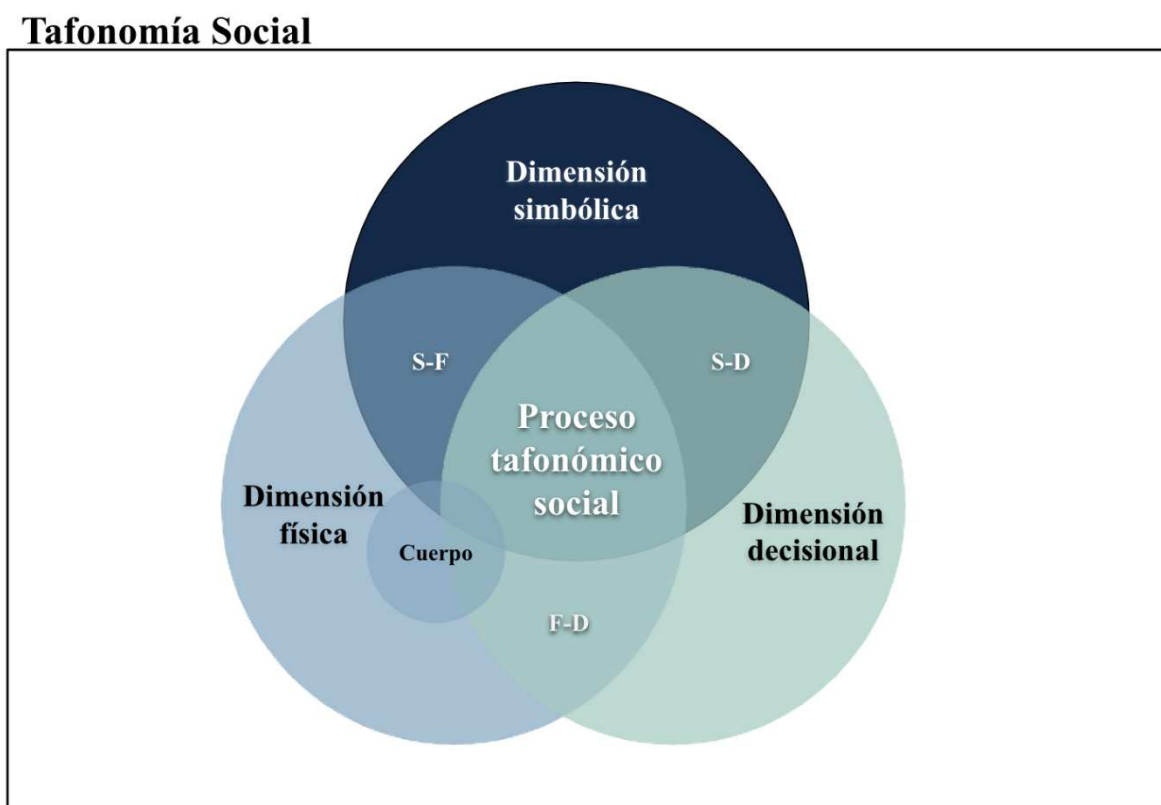 Tafonomía Social
Dimensión
simbólica
S-F
S-D
Proceso
tafonómico
social
Dimensión
física
Cuerpo
Dimensión
decisional
F-D